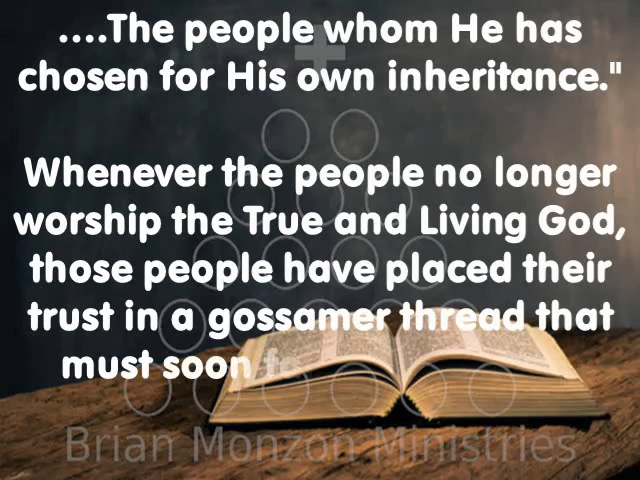 ....The people whom He has
chosen for His own inheritance."
Whenever the people no longer
worship the True and Living God,
those people have placed their
trust in a gossamer thread that
must soon
Brian Monzon Ministries